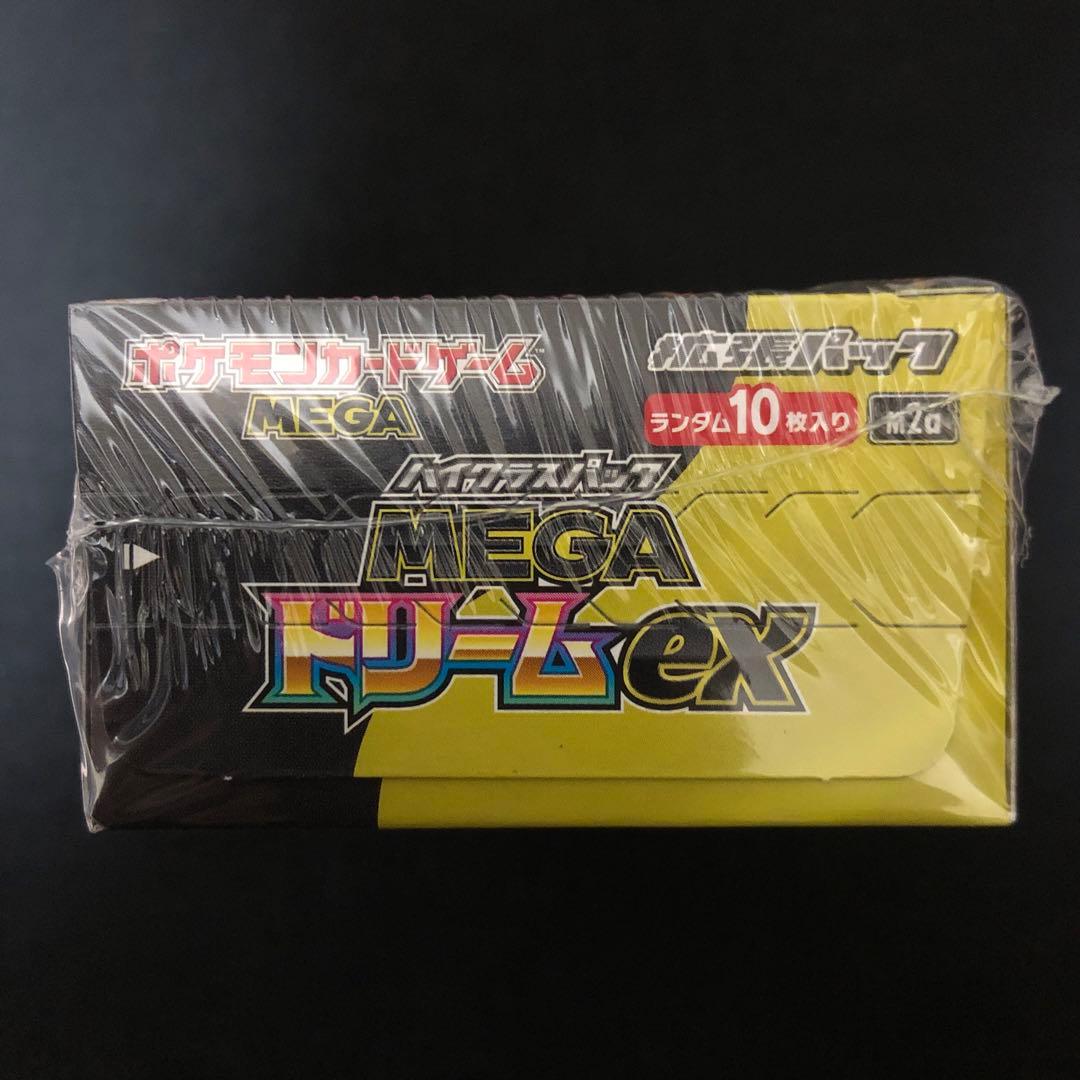 ポケモンカードゲーム™
MEGA
拡張パック
ランダム10枚入り
M2a
ハイクラスパック
MEGA
ドリームex